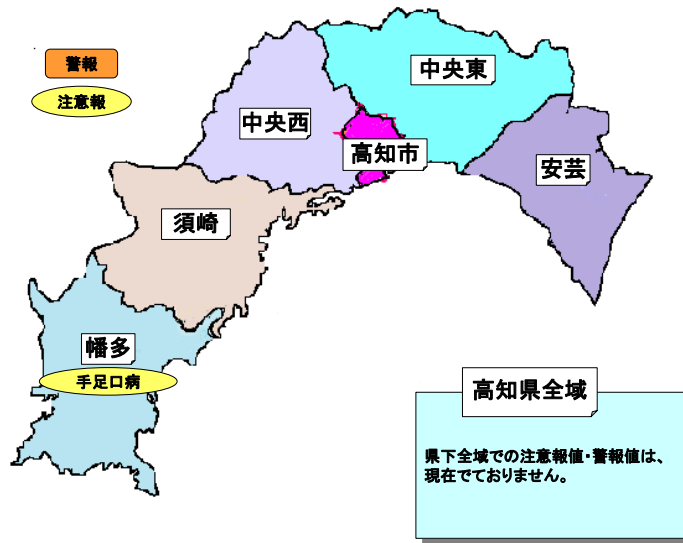 警報
注意報
中央東
中央西
高知市
安芸
須崎
幡多
手足口病
高知県全域
県下全域での注意報値・警報値は、
現在でておりません。